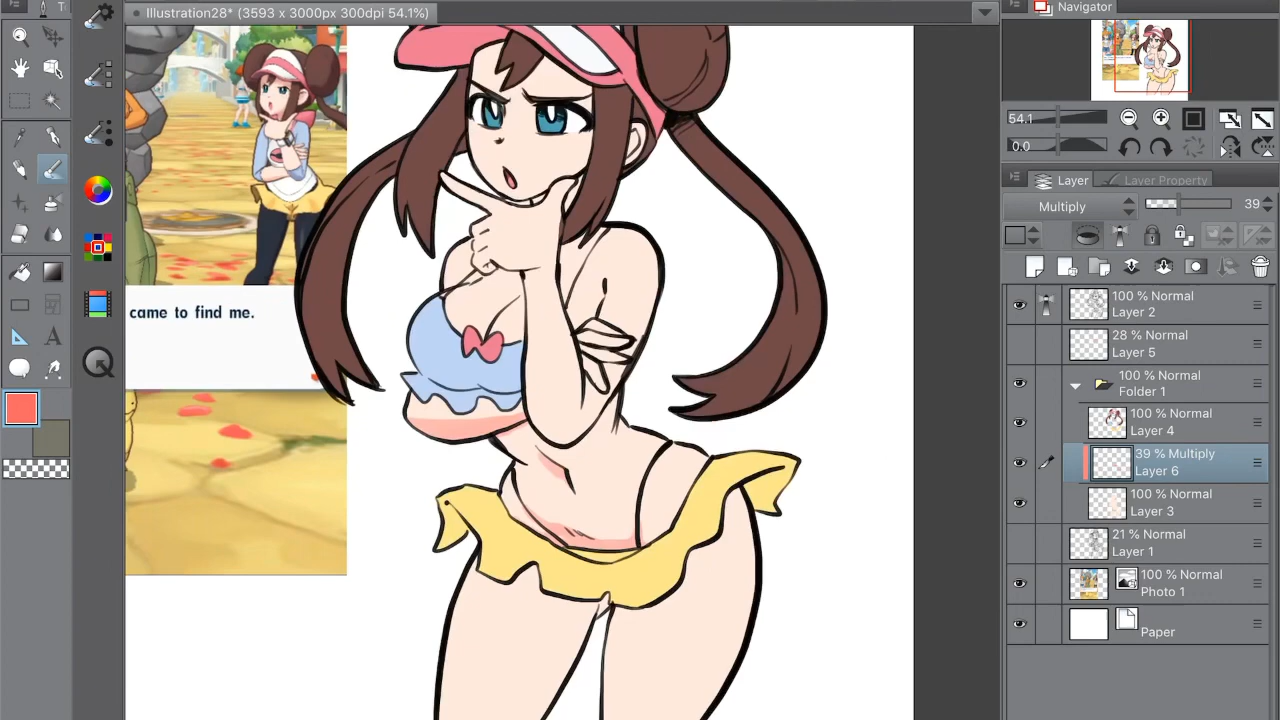 Illustration28* (3593 x 3000px 300dpi 54.1%)
Navigator
came to find me.
54.1
0.0
Layer
Layer Property
Multiply
39
100 % Normal
Layer 2
28 % Normal
Layer 5
100 % Normal
Folder 1
100 % Normal
Layer 4
39 % Multiply
Layer 6
100 % Normal
Layer 3
21 % Normal
Layer 1
100 % Normal
Photo 1
Paper